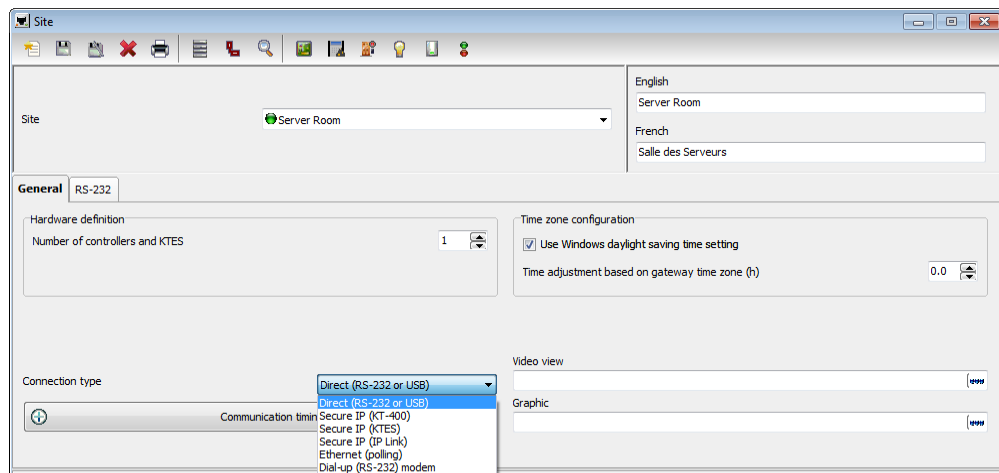 Site
English
Server Room
Site
Server Room
French
Salle des Serveurs
General
RS-232
Hardware definition
Number of controllers and KTES
1
Time zone configuration
Use Windows daylight saving time setting
Time adjustment based on gateway time zone (h)
0.0
Video view
Connection type
Direct (RS-232 or USB)
Graphic
Communication timin
Direct (RS-232 or USB)
Secure IP (KT-400)
Secure IP (KTES)
Secure IP (IP Link)
Ethernet (polling)
Dial-up (RS-232) modem